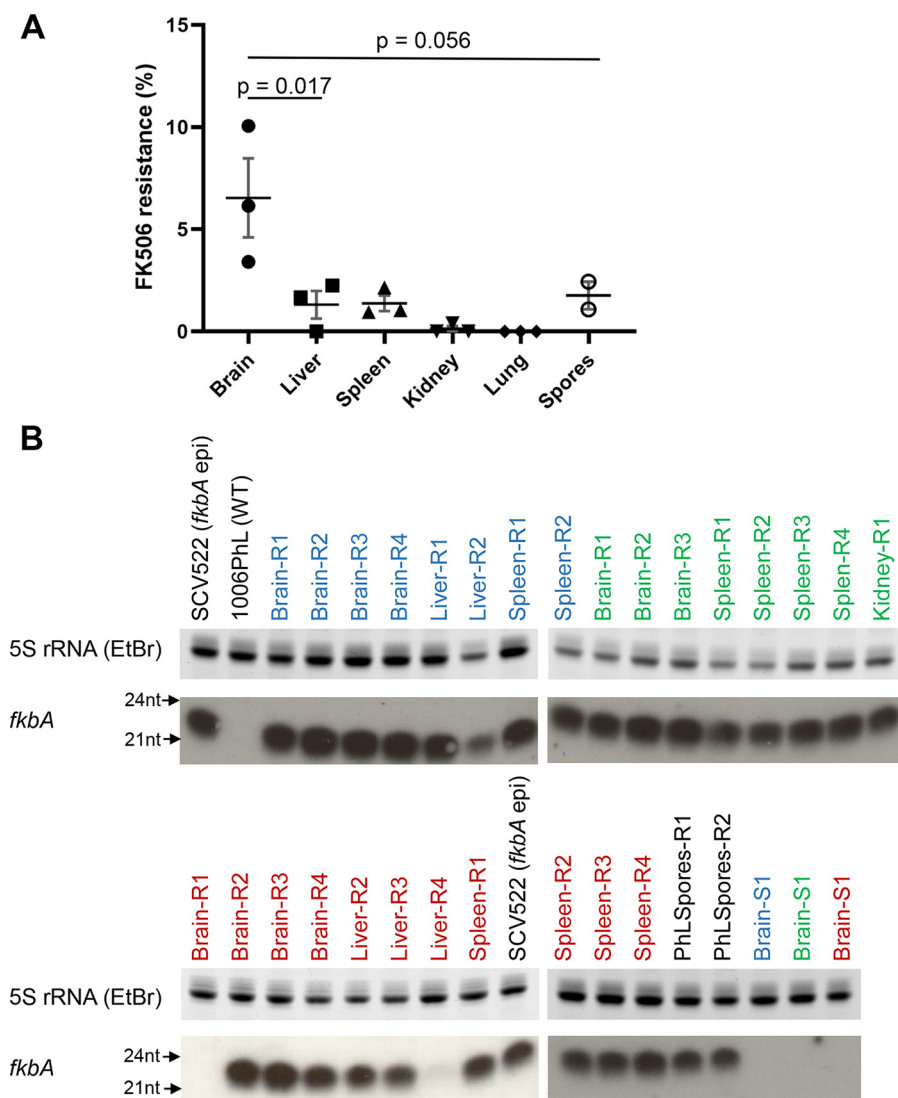 A
FK506 resistance (%)
15
10
5
0
p = 0.056
p = 0.017
Brain
Liver
Spleen
Kidney
Lung
Spores
B
SCV522 (fkbA epi)
1006PhL (WT)
Brain-R1
Brain-R2
Brain-R3
Brain-R4
Liver-R1
Liver-R2
Spleen-R1
Spleen-R2
Brain-R1
Brain-R2
Brain-R3
Spleen-R1
Spleen-R2
Spleen-R3
Splen-R4
Kidney-R1
5S rRNA (EtBr)
fkbA
24nt
21nt
Brain-R1
Brain-R2
Brain-R3
Brain-R4
Liver-R2
Liver-R3
Liver-R4
Spleen-R1
SCV522 (fkbA epi)
Spleen-R2
Spleen-R3
Spleen-R4
PhLSpores-R1
PhLSpores-R2
Brain-S1
Brain-S1
Brain-S1
5S rRNA (EtBr)
fkbA
24nt
21nt